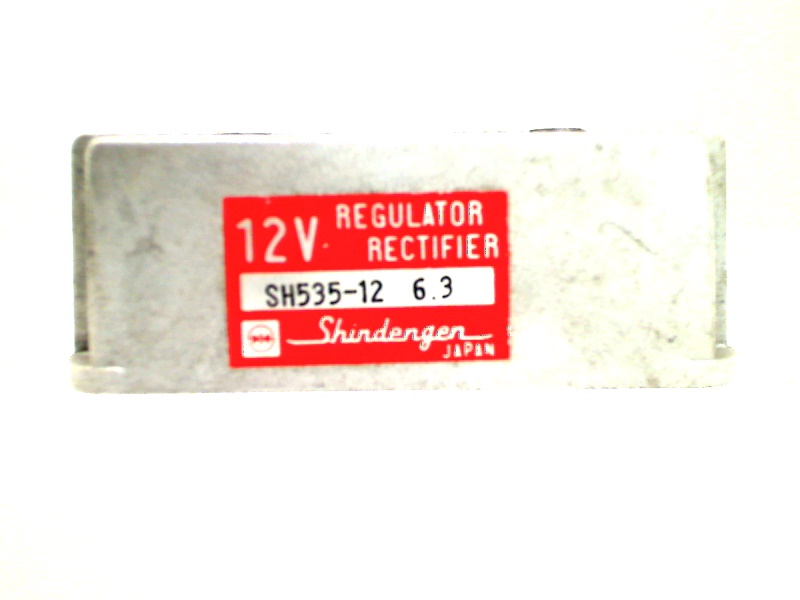 12V REGULATOR
RECTIFIER
SH535-12 6.3
Shindengen
JAPAN